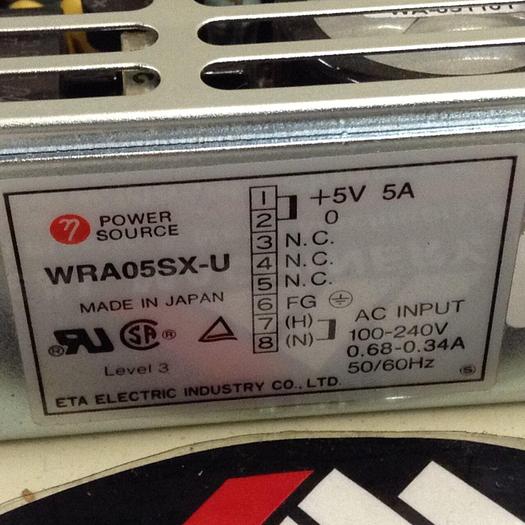 η POWER
SOURCE
WRA05SX-U
MADE IN JAPAN
Level 3
ETA ELECTRIC INDUSTRY CO., LTD.
1 +5V 5A
2 0
3 N.C.
4 N.C.
5 N.C.
6 FG
7 (H) AC INPUT
8 (N) 100-240V
0.68-0.34A
50/60Hz